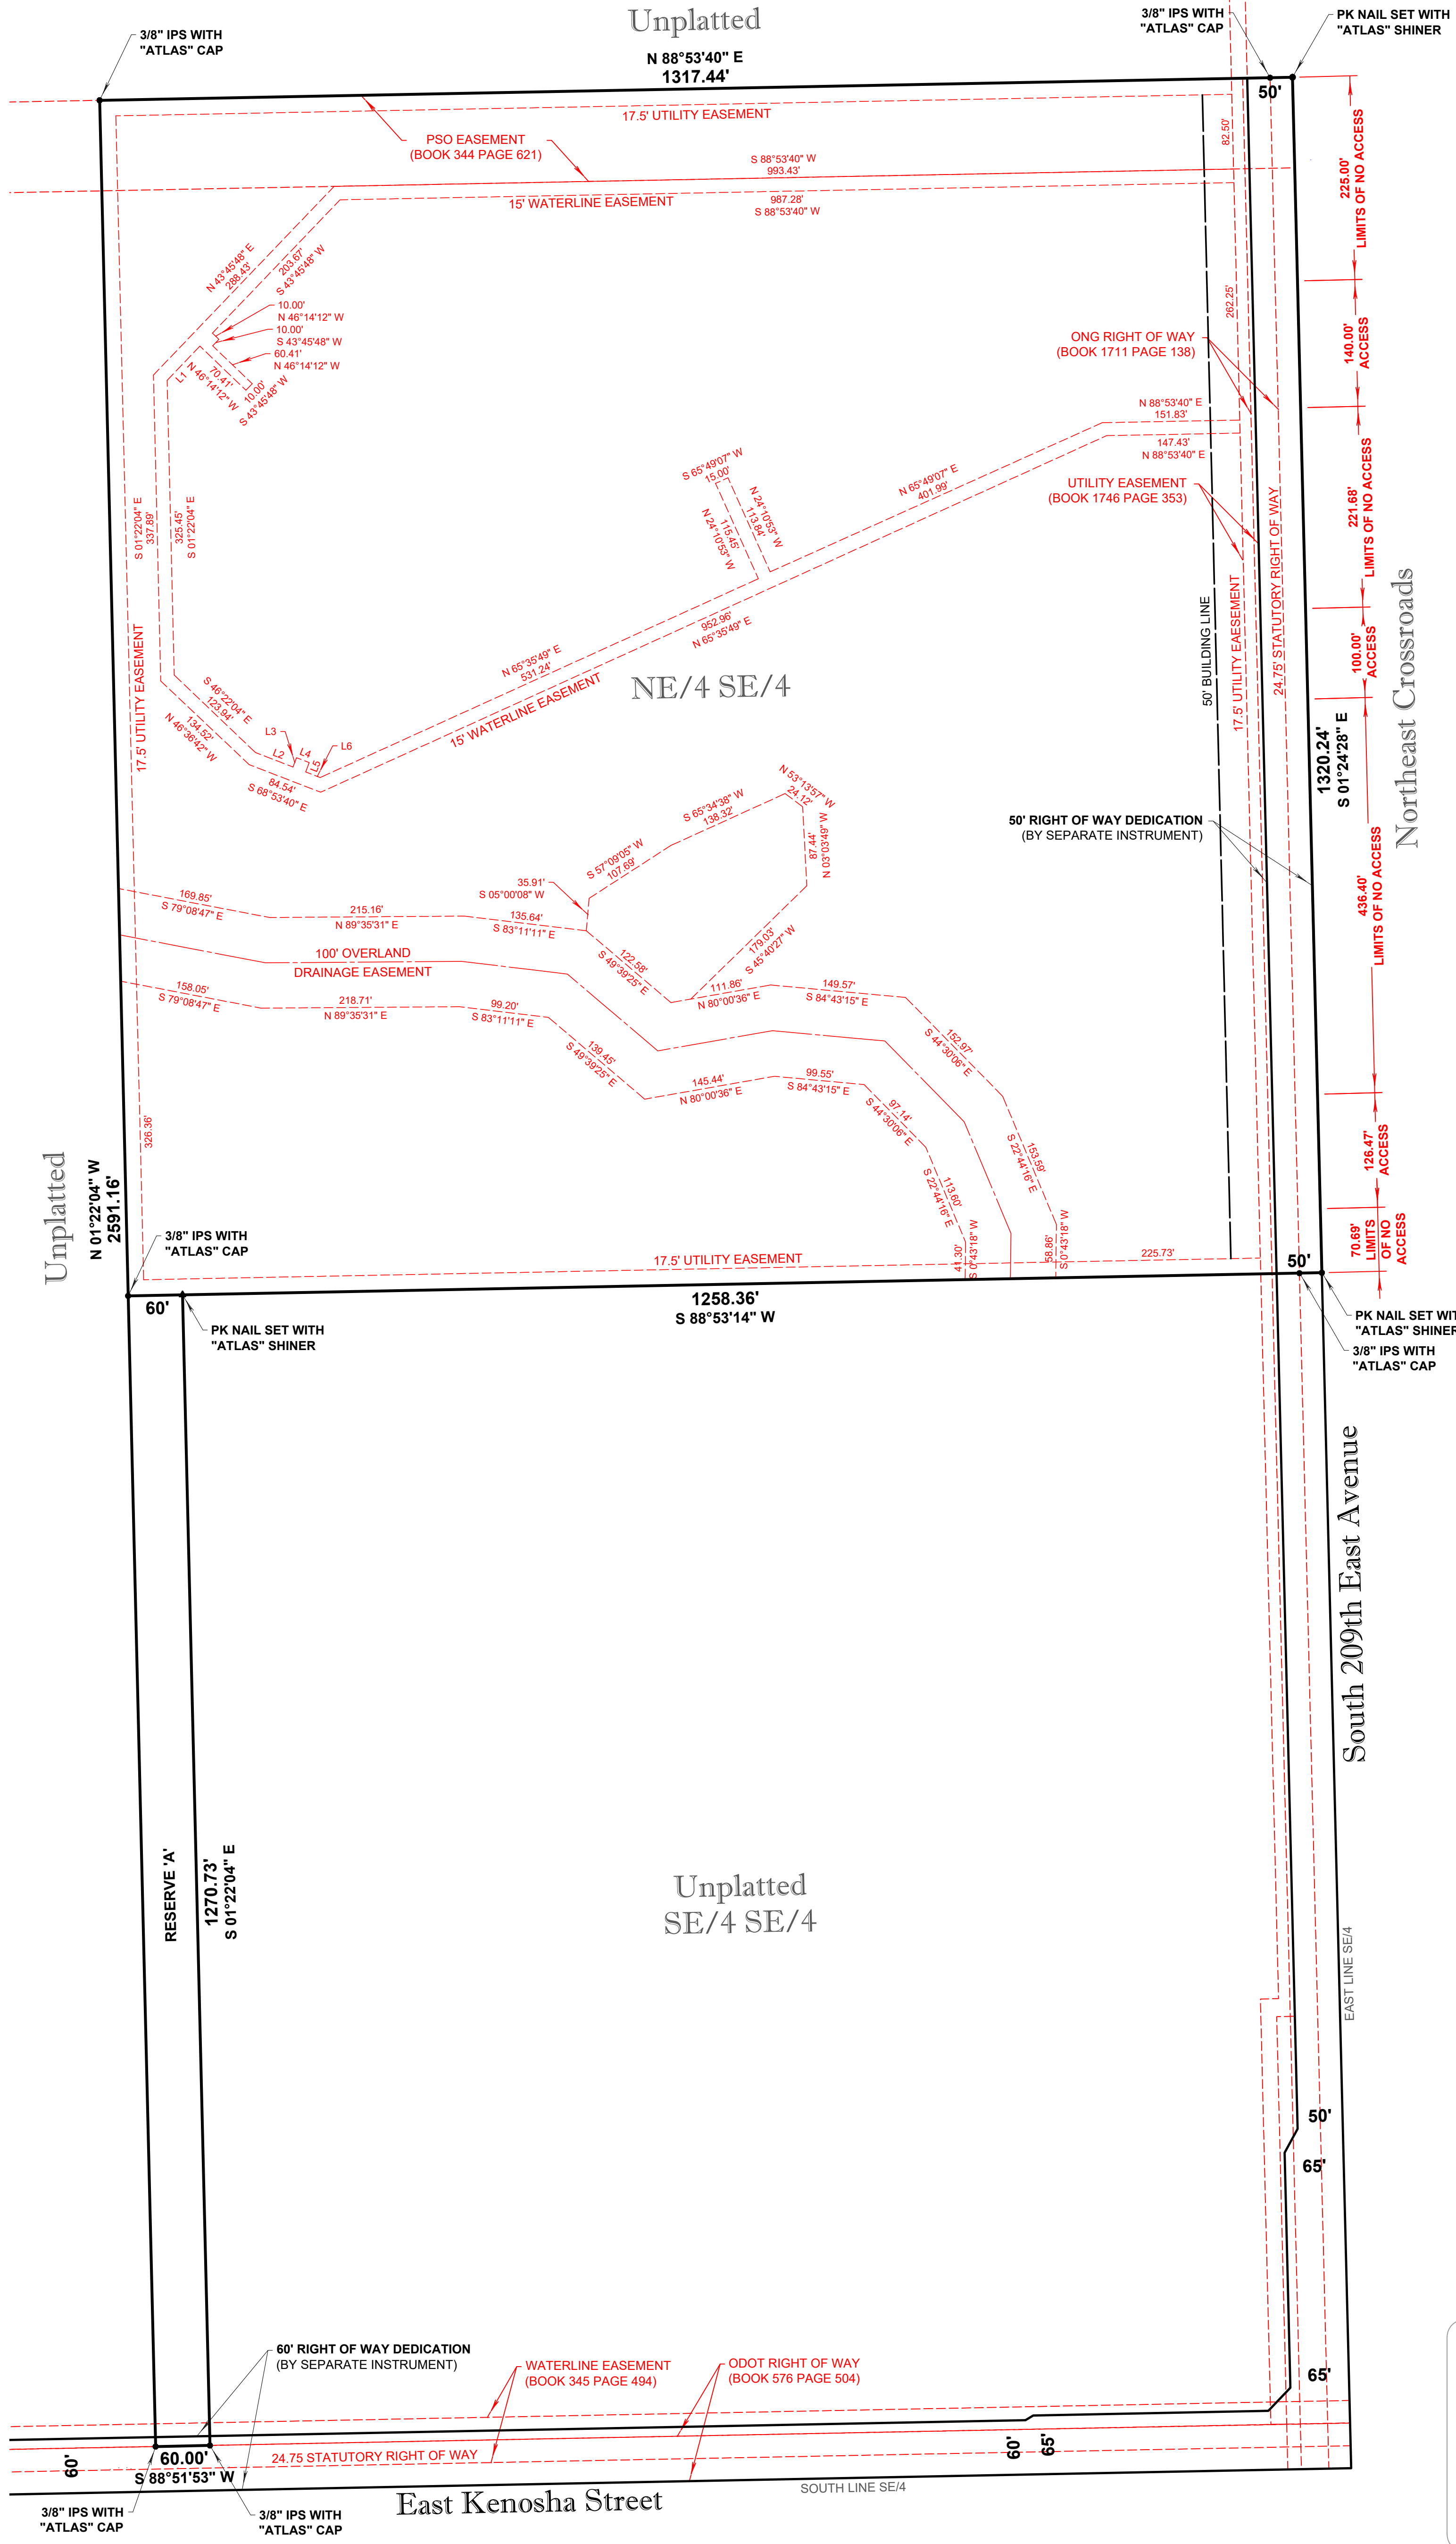 Unplatted
N 88°53'40" E
1317.44'
3/8" IPS WITH
"ATLAS" CAP
3/8" IPS WITH
"ATLAS" CAP
PK NAIL SET WITH
"ATLAS" SHINER
50'
17.5' UTILITY EASEMENT
PSO EASEMENT
(BOOK 344 PAGE 621)
S 88°53'40" W
993.43'
15' WATERLINE EASEMENT
987.28'
S 88°53'40" W
82.50'
225.00'
LIMITS OF NO ACCESS
N 43°45'48" E
288.43'
203.67'
S 43°45'48" W
10.00'
N 46°14'12" W
10.00'
S 43°45'48" W
60.41'
N 46°14'12" W
L1
70.41'
N 46°14'12" W
10.00'
S 43°45'48" W
262.25'
140.00'
ACCESS
ONG RIGHT OF WAY
(BOOK 1711 PAGE 138)
N 88°53'40" E
151.83'
147.43'
N 88°53'40" E
S 65°49'07" W
15.00'
N 24°10'53" W
113.84'
115.45'
N 24°10'53" W
N 65°49'07" E
401.99'
UTILITY EASEMENT
(BOOK 1746 PAGE 353)
221.68'
LIMITS OF NO ACCESS
24.75' STATUTORY RIGHT OF WAY
S 01°22'04" E
337.89'
325.45'
S 01°22'04" E
17.5' UTILITY EASEMENT
50' BUILDING LINE
17.5' UTILITY EAESEMENT
100.00'
ACCESS
Northeast Crossroads
952.96'
N 65°35'49" E
N 65°35'49" E
531.24'
15' WATERLINE EASEMENT
NE/4 SE/4
S 46°22'04" E
123.94'
134.52'
N 46°36'42" W
L3
L2
L4
L5
L6
84.54'
S 68°53'40" E
1320.24'
S 01°24'28" E
N 53°13'57" W
24.12'
S 65°34'38" W
138.32'
87.44'
N 03°03'49" W
S 57°09'05" W
107.69'
35.91'
S 05°00'08" W
50' RIGHT OF WAY DEDICATION
(BY SEPARATE INSTRUMENT)
436.40'
LIMITS OF NO ACCESS
169.85'
S 79°08'47" E
215.16'
N 89°35'31" E
135.64'
S 83°11'11" E
100' OVERLAND
DRAINAGE EASEMENT
122.58'
S 49°39'25" E
179.03'
S 45°40'27" W
111.86'
N 80°00'36" E
149.57'
S 84°43'15" E
158.05'
S 79°08'47" E
218.71'
N 89°35'31" E
99.20'
S 83°11'11" E
139.45'
S 49°39'25" E
152.97'
S 44°30'06" E
145.44'
N 80°00'36" E
99.55'
S 84°43'15" E
97.14'
S 44°30'06" E
326.36'
153.59'
S 22°44'16" E
113.60'
S 22°44'16" E
126.47'
ACCESS
Unplatted
N 01°22'04" W
2591.16'
3/8" IPS WITH
"ATLAS" CAP
17.5' UTILITY EASEMENT
41.30'
S 0°43'18" W
58.86'
S 0°43'18" W
225.73'
70.69'
LIMITS
OF NO
ACCESS
50'
60'
1258.36'
S 88°53'14" W
PK NAIL SET WITH
"ATLAS" SHINER
PK NAIL SET WIT
"ATLAS" SHINER
3/8" IPS WITH
"ATLAS" CAP
South 209th East Avenue
RESERVE 'A'
1270.73'
S 01°22'04" E
Unplatted
SE/4 SE/4
EAST LINE SE/4
50'
65'
65'
60' RIGHT OF WAY DEDICATION
(BY SEPARATE INSTRUMENT)
WATERLINE EASEMENT
(BOOK 345 PAGE 494)
ODOT RIGHT OF WAY
(BOOK 576 PAGE 504)
60'
65'
60'
60.00'
S 88°51'53" W
24.75 STATUTORY RIGHT OF WAY
SOUTH LINE SE/4
East Kenosha Street
3/8" IPS WITH
"ATLAS" CAP
3/8" IPS WITH
"ATLAS" CAP